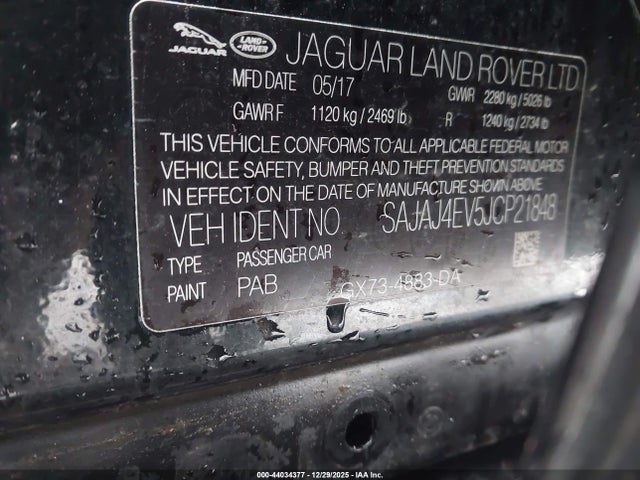 JAGUAR LAND ROVER JAGUAR LAND ROVER LTD
MFD DATE 05/17 GVWR 2280 kg / 5026 lb
GAWR F 1120 kg / 2469 lb R 1240 kg / 2734 lb
THIS VEHICLE CONFORMS TO ALL APPLICABLE FEDERAL MOTOR
VEHICLE SAFETY, BUMPER AND THEFT PREVENTION STANDARDS
IN EFFECT ON THE DATE OF MANUFACTURE SHOWN ABOVE.
VEH IDENT NO SAJAJ4EV5JCP21848
TYPE PASSENGER CAR
PAINT PAB GX73-4883-DA
000-44034377 - 12/29/2025 - IAA Inc.